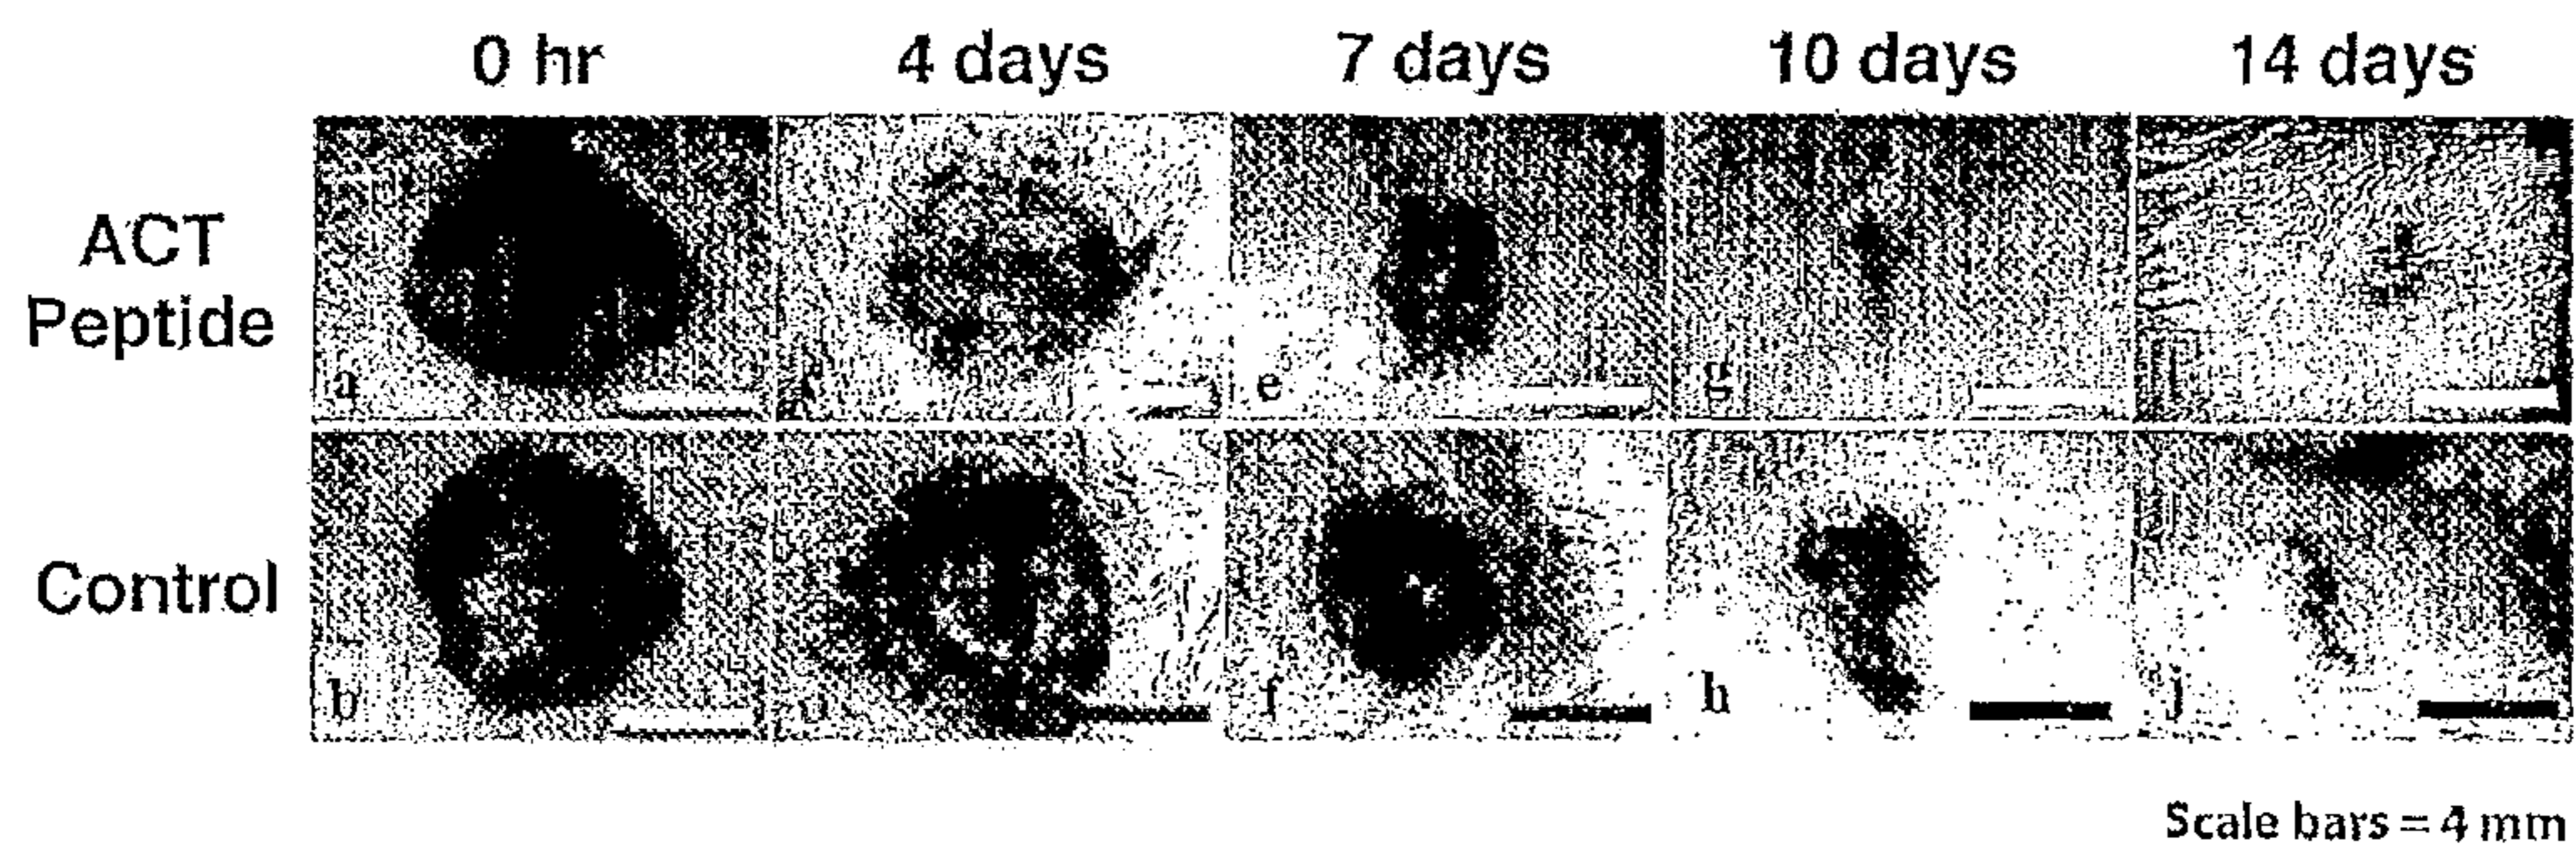 0 hr 4 days 7 days 10 days 14 days
ACT
Peptide
a e g
Control
b f h j
Scale bars = 4 mm